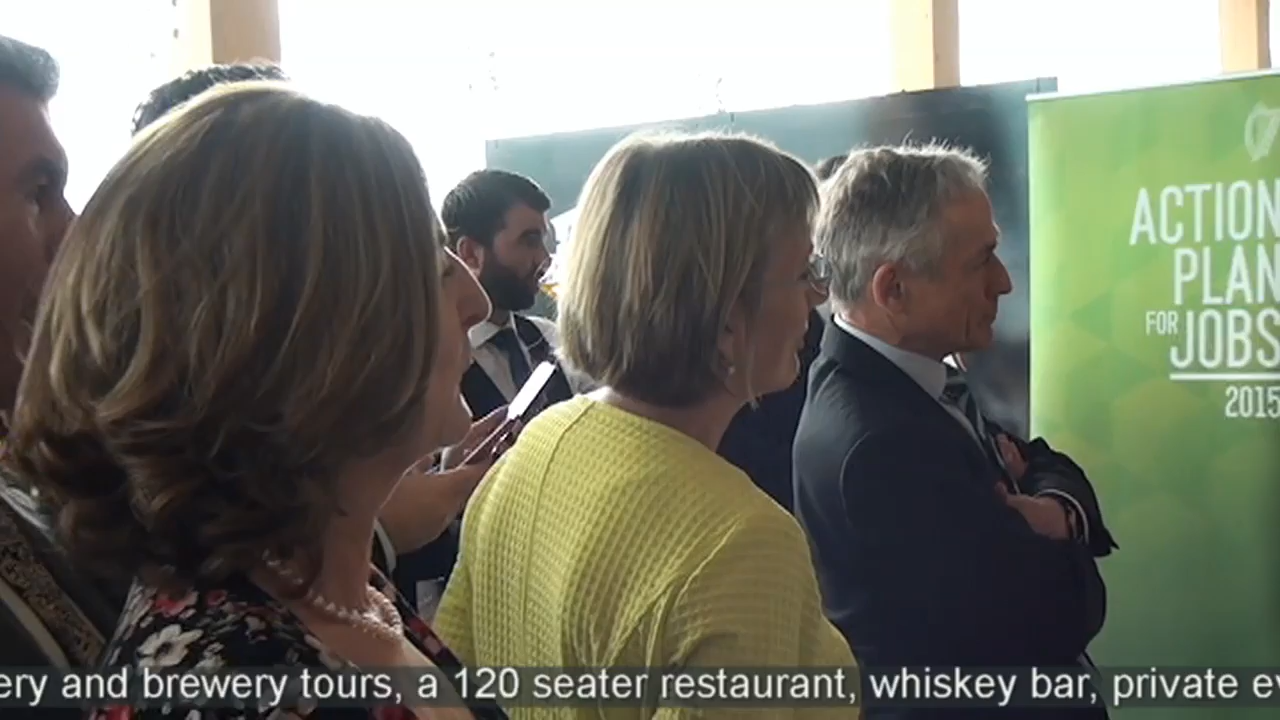 ACTION
PLAN
FOR JOBS
2015
ery and brewery tours, a 120 seater restaurant, whiskey bar, private ev